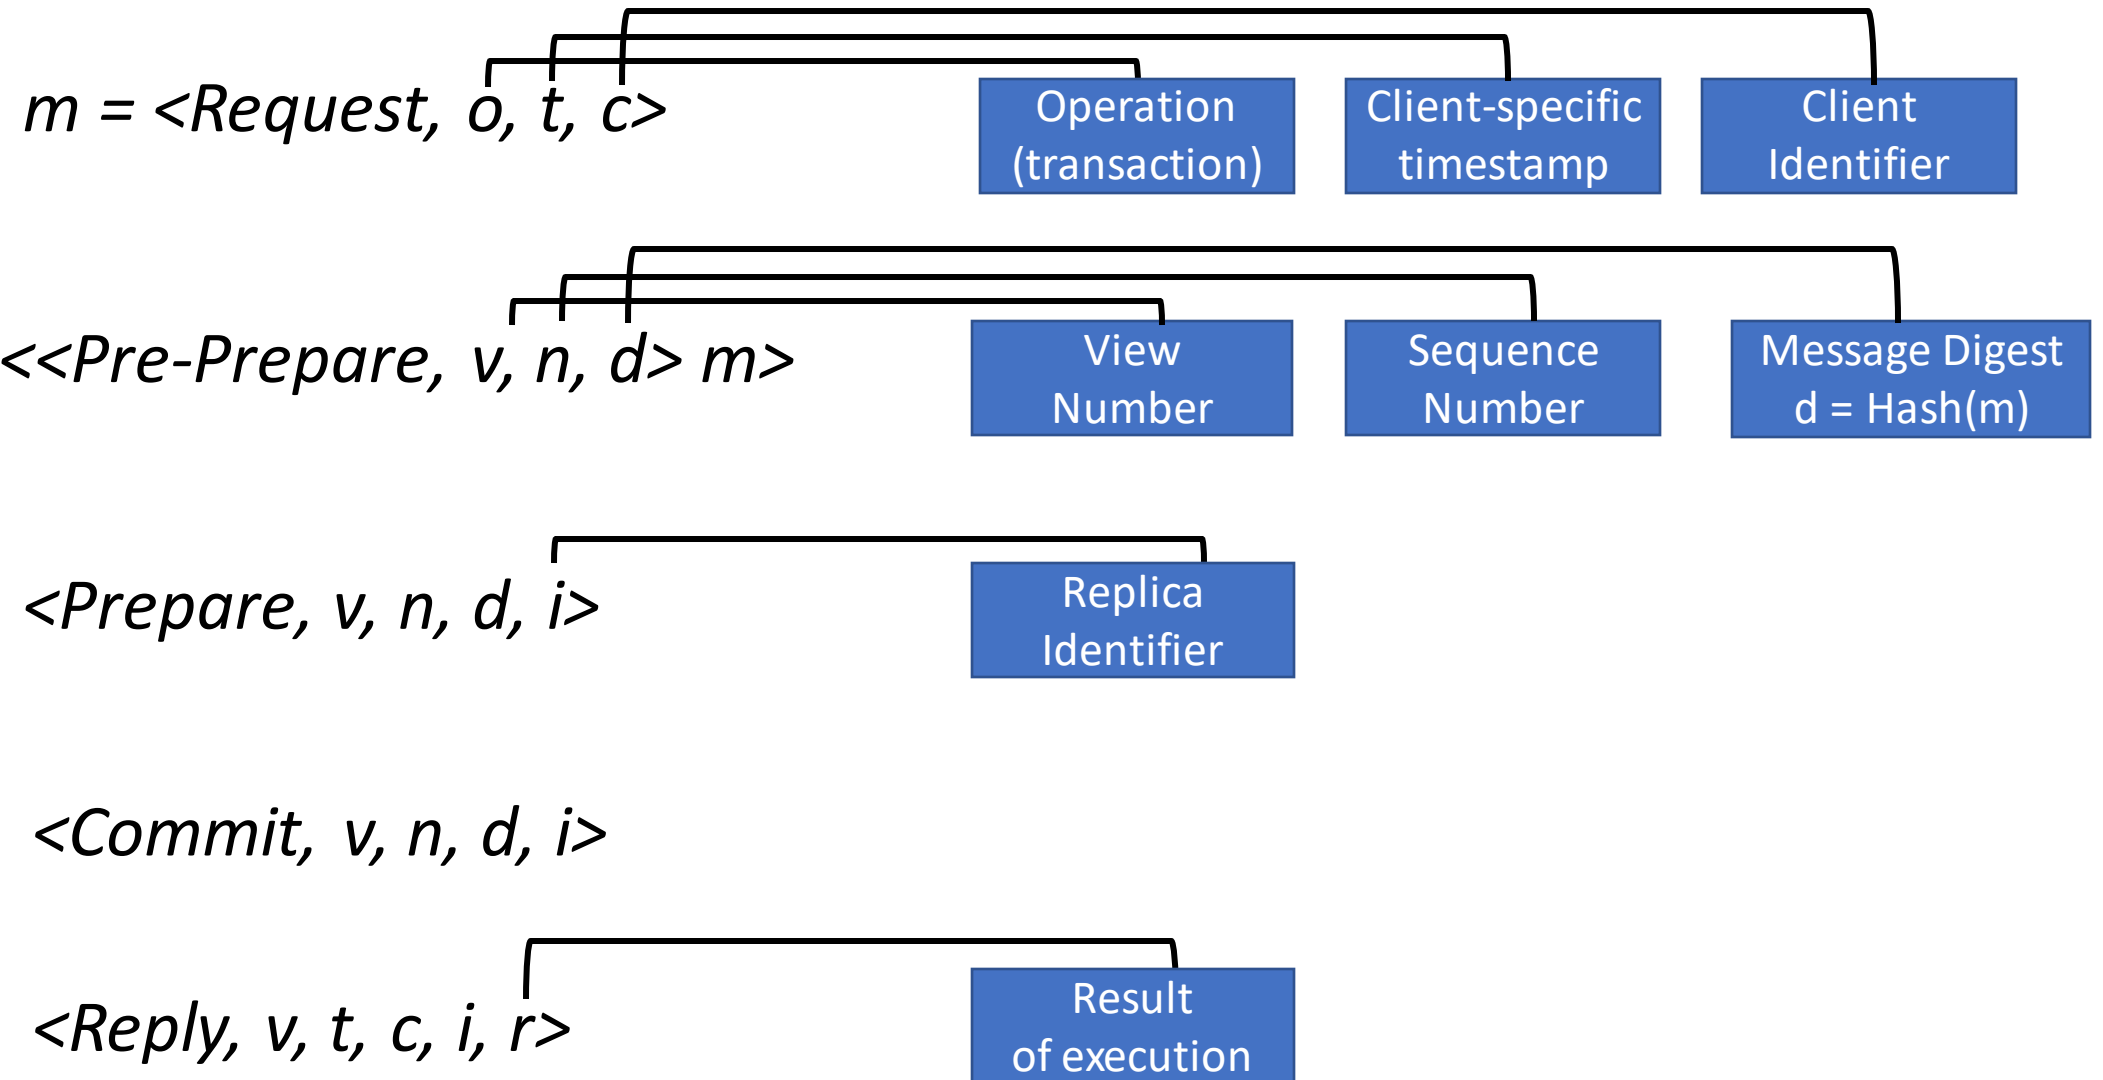 m = <Request, o, t, c>
Operation
(transaction)
Client-specific
timestamp
Client
Identifier
<<Pre-Prepare, v, n, d> m>
View
Number
Sequence
Number
Message Digest
d = Hash(m)
<Prepare, v, n, d, i>
Replica
Identifier
<Commit, v, n, d, i>
<Reply, v, t, c, i, r>
Result
of execution